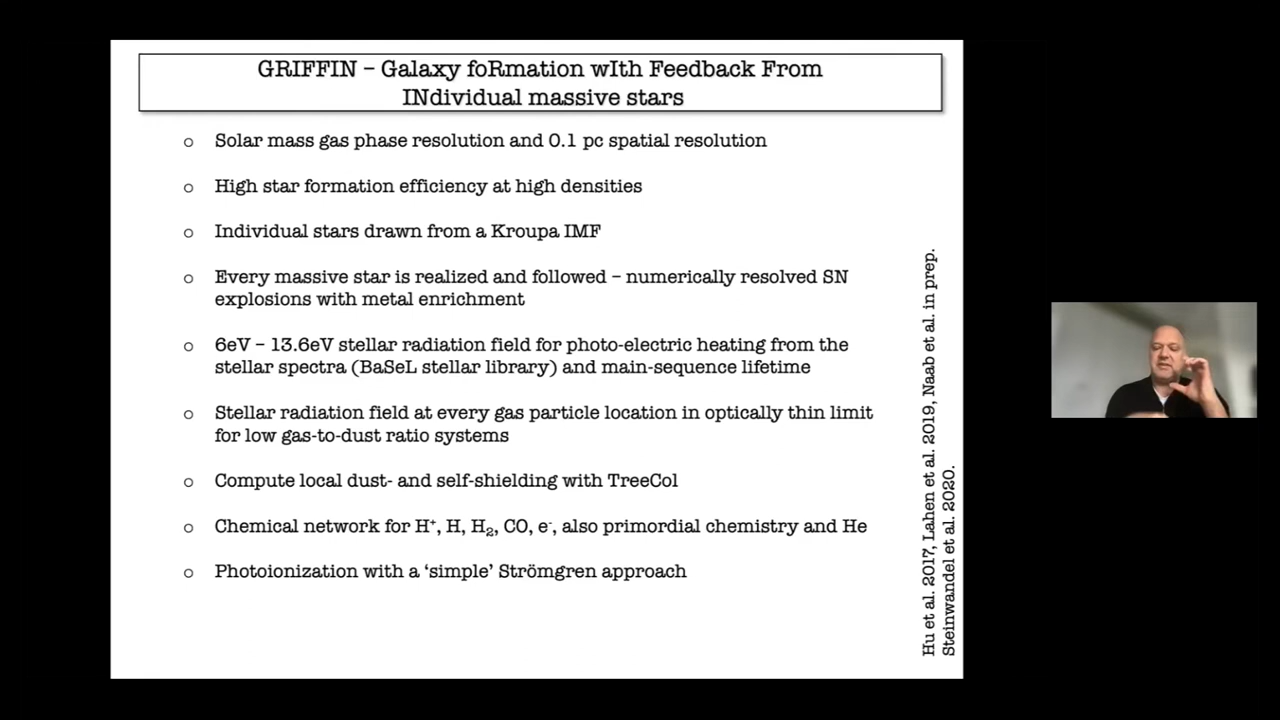 GRIFFIN – Galaxy foRmation wIth Feedback From
INdividual massive stars
○ Solar mass gas phase resolution and 0.1 pc spatial resolution
○ High star formation efficiency at high densities
○ Individual stars drawn from a Kroupa IMF
○ Every massive star is realized and followed – numerically resolved SN
explosions with metal enrichment
○ 6eV – 13.6eV stellar radiation field for photo-electric heating from the
stellar spectra (BaSeL stellar library) and main-sequence lifetime
○ Stellar radiation field at every gas particle location in optically thin limit
for low gas-to-dust ratio systems
○ Compute local dust- and self-shielding with TreeCol
○ Chemical network for H⁺, H, H₂, CO, e⁻, also primordial chemistry and He
○ Photoionization with a ‘simple’ Strömgren approach
Hu et al. 2017, Lahen et al. 2019, Naab et al. in prep.
Steinwandel et al. 2020.